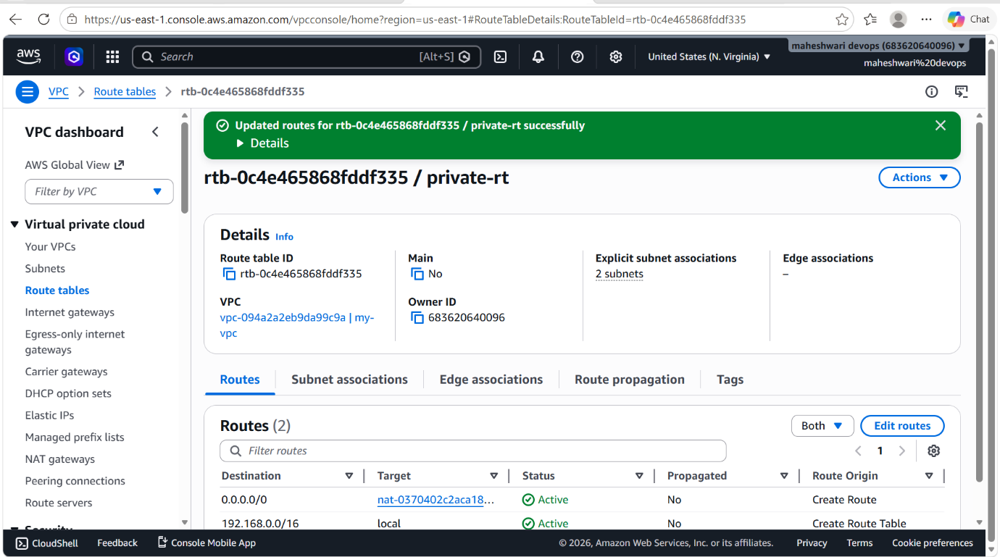 https://us-east-1.console.aws.amazon.com/vpcconsole/home?region=us-east-1#RouteTableDetails:RouteTableId=rtb-0c4e465868fddf335
Chat
aws
Search [Alt+S]
United States (N. Virginia)
maheshwari devops (683620640096)
maheshwari%20devops
VPC > Route tables > rtb-0c4e465868fddf335
VPC dashboard
AWS Global View
Filter by VPC
Virtual private cloud
Your VPCs
Subnets
Route tables
Internet gateways
Egress-only internet
gateways
Carrier gateways
DHCP option sets
Elastic IPs
Managed prefix lists
NAT gateways
Peering connections
Route servers
Security
Updated routes for rtb-0c4e465868fddf335 / private-rt successfully
Details
rtb-0c4e465868fddf335 / private-rt
Actions
Details Info
Route table ID
rtb-0c4e465868fddf335
Main
No
Explicit subnet associations
2 subnets
Edge associations
–
VPC
vpc-094a2a2eb9da99c9a | my-
vpc
Owner ID
683620640096
Routes Subnet associations Edge associations Route propagation Tags
Routes (2)
Both
Edit routes
Filter routes
1
Destination Target Status Propagated Route Origin
0.0.0.0/0 nat-0370402c2aca18... Active No Create Route
192.168.0.0/16 local Active No Create Route Table
CloudShell Feedback Console Mobile App © 2026, Amazon Web Services, Inc. or its affiliates. Privacy Terms Cookie preferences